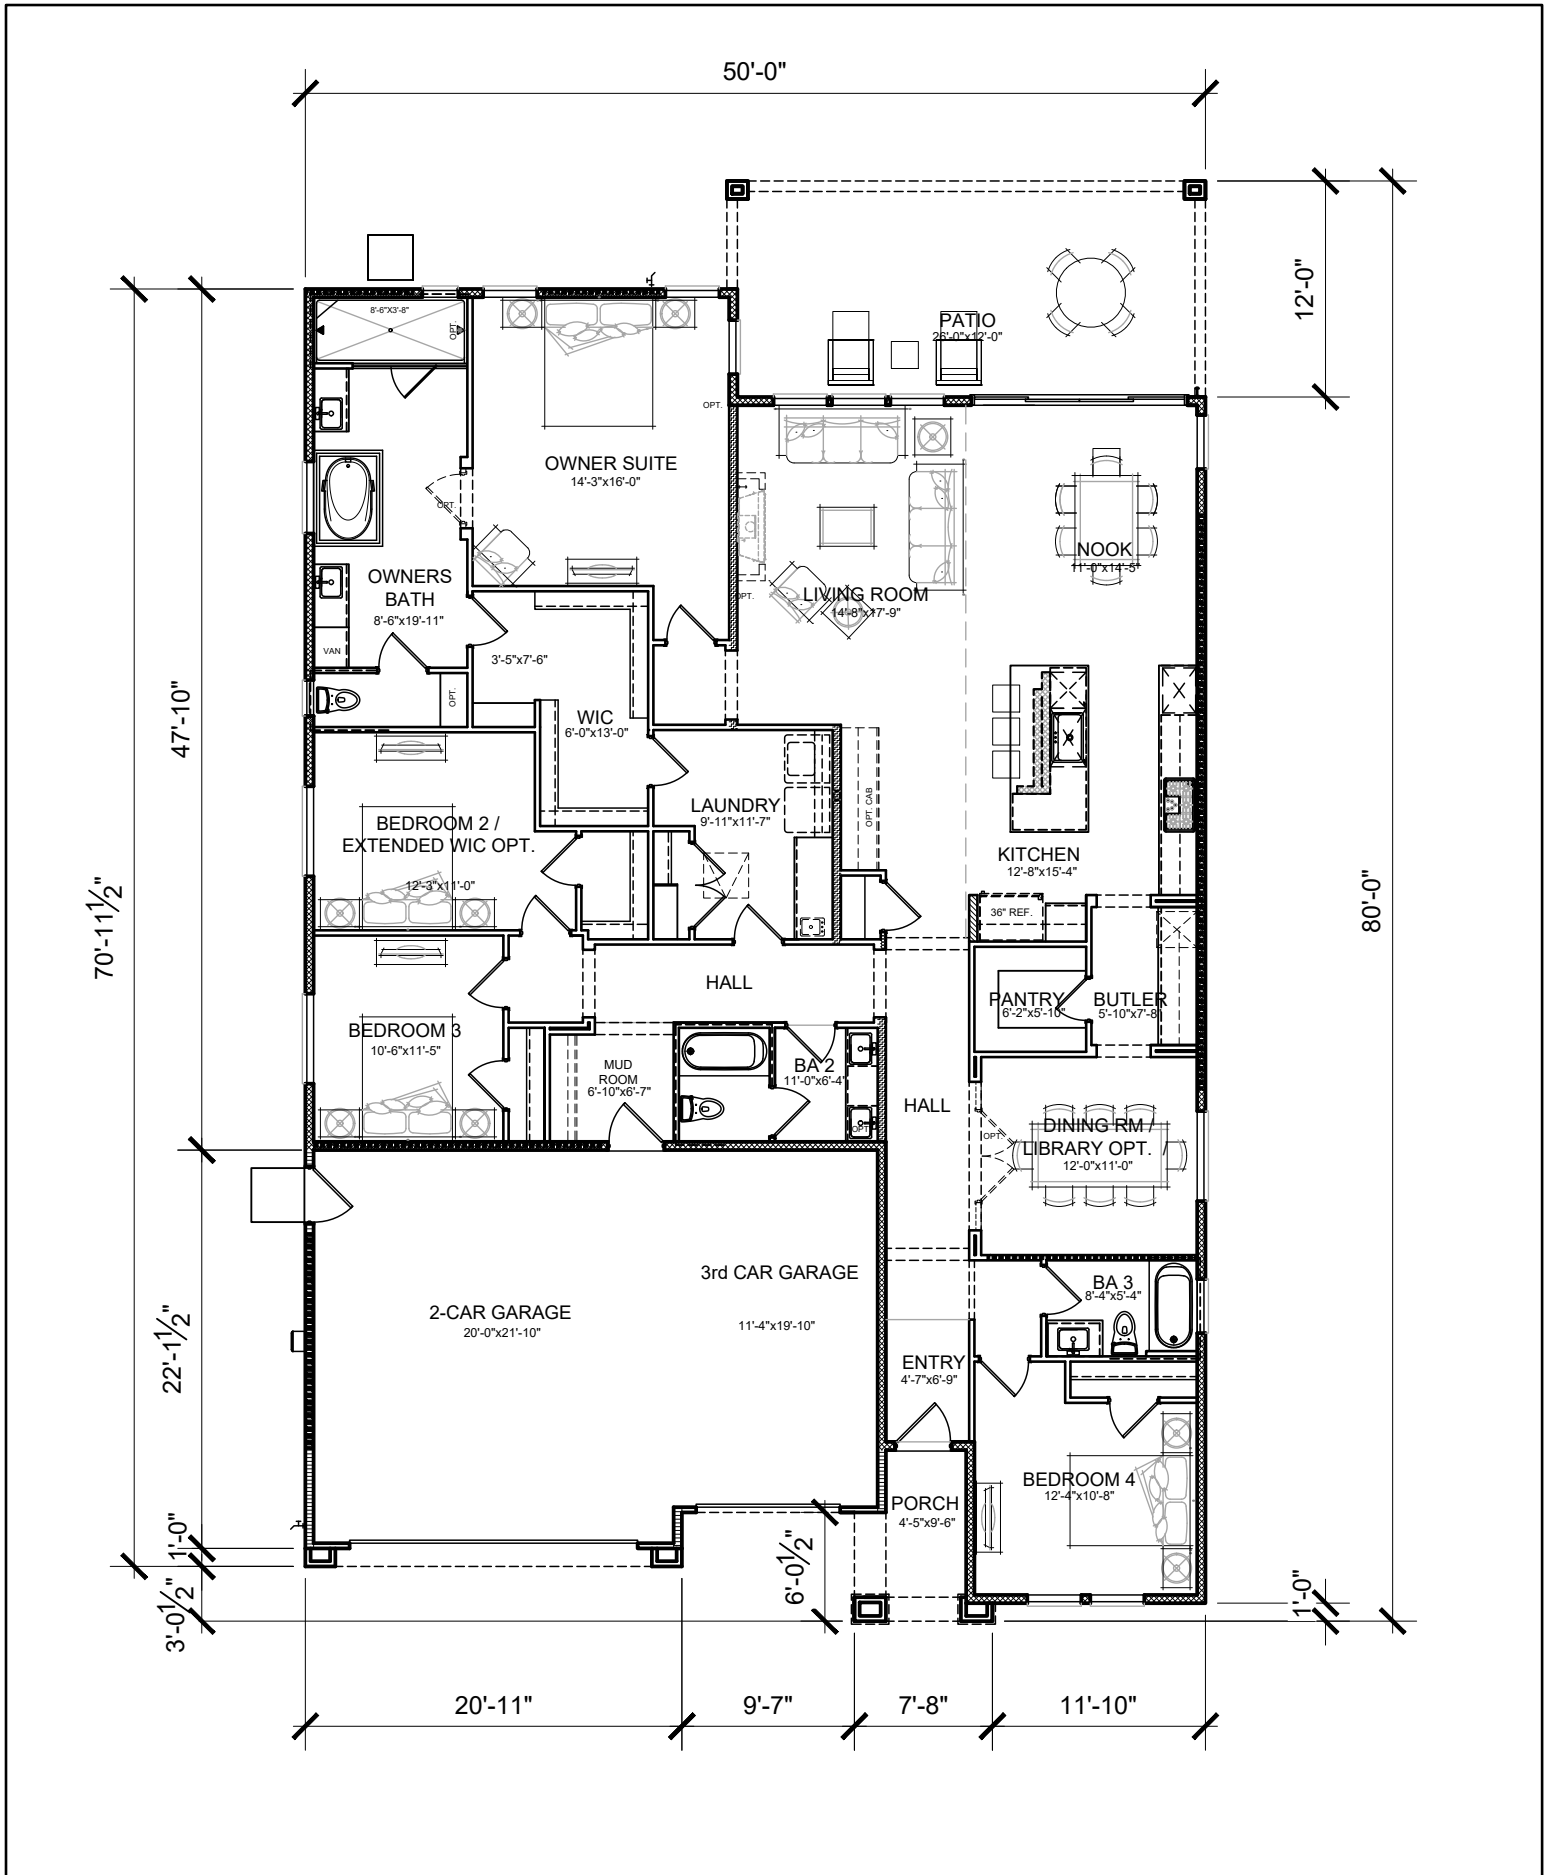 50'-0"
12'-0"
80'-0"
1'-0"
47'-10"
70'-11½"
22'-1½"
1'-0"
3'-0½"
6'-0½"
20'-11"
9'-7"
7'-8"
11'-10"
PATIO
26'-0"x12'-0"
8'-6"X3'-8"
OPT.
OPT.
OWNER SUITE
14'-3"x16'-0"
OPT.
OWNERS
BATH
8'-6"x19'-11"
VAN
OPT.
3'-5"x7'-6"
WIC
6'-0"x13'-0"
OPT.
LIVING ROOM
14'-8"x17'-9"
NOOK
11'-0"x14'-5"
LAUNDRY
9'-11"x11'-7"
OPT. CAB
KITCHEN
12'-8"x15'-4"
36" REF.
BEDROOM 2 /
EXTENDED WIC OPT.
12'-3"x11'-0"
HALL
PANTRY
6'-2"x5'-10"
BUTLER
5'-10"x7'-8"
BEDROOM 3
10'-6"x11'-5"
MUD
ROOM
6'-10"x6'-7"
BA 2
11'-0"x6'-4"
OPT.
HALL
OPT.
DINING RM /
LIBRARY OPT. /
12'-0"x11'-0"
3rd CAR GARAGE
11'-4"x19'-10"
2-CAR GARAGE
20'-0"x21'-10"
BA 3
8'-4"x5'-4"
ENTRY
4'-7"x6'-9"
BEDROOM 4
12'-4"x10'-8"
PORCH
4'-5"x9'-6"